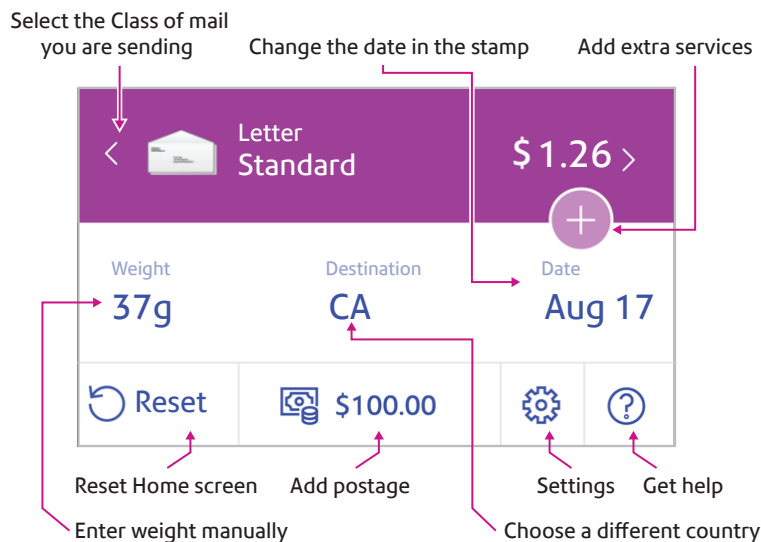 Select the Class of mail
you are sending
Change the date in the stamp
Add extra services
Letter
Standard
$ 1.26
Weight
37g
Destination
CA
Date
Aug 17
Reset
$100.00
Reset Home screen
Add postage
Settings
Get help
Enter weight manually
Choose a different country